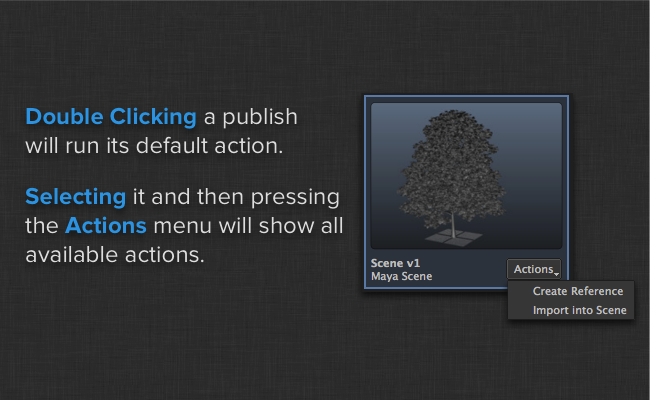 Double Clicking a publish
will run its default action.
Selecting it and then pressing
the Actions menu will show all
available actions.
Scene v1
Maya Scene
Actions
Create Reference
Import into Scene